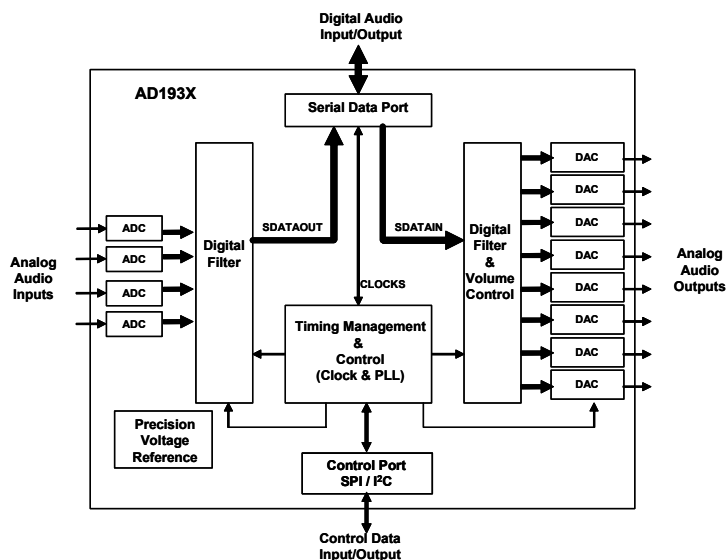 Digital Audio
Input/Output
AD193X
Serial Data Port
DAC
DAC
DAC
DAC
DAC
DAC
DAC
DAC
SDATAOUT
SDATAIN
ADC
ADC
ADC
ADC
Digital
Filter
Digital
Filter
&
Volume
Control
Analog
Audio
Inputs
Analog
Audio
Outputs
CLOCKS
Timing Management
&
Control
(Clock & PLL)
Precision
Voltage
Reference
Control Port
SPI / I²C
Control Data
Input/Output